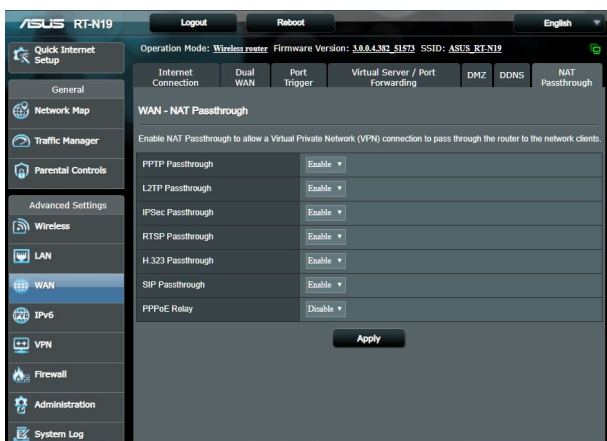 ASUS RT-N19 Logout Reboot English
Quick Internet Setup
General
Network Map
Traffic Manager
Parental Controls
Advanced Settings
Wireless
LAN
WAN
IPv6
VPN
Firewall
Administration
System Log
Operation Mode: Wireless router Firmware Version: 3.0.0.4.382_51573 SSID: ASUS_RT-N19
Internet Connection Dual WAN Port Trigger Virtual Server / Port Forwarding DMZ DDNS NAT Passthrough
WAN - NAT Passthrough
Enable NAT Passthrough to allow a Virtual Private Network (VPN) connection to pass through the router to the network clients.
PPTP Passthrough Enable
L2TP Passthrough Enable
IPSec Passthrough Enable
RTSP Passthrough Enable
H.323 Passthrough Enable
SIP Passthrough Enable
PPPoE Relay Disable
Apply